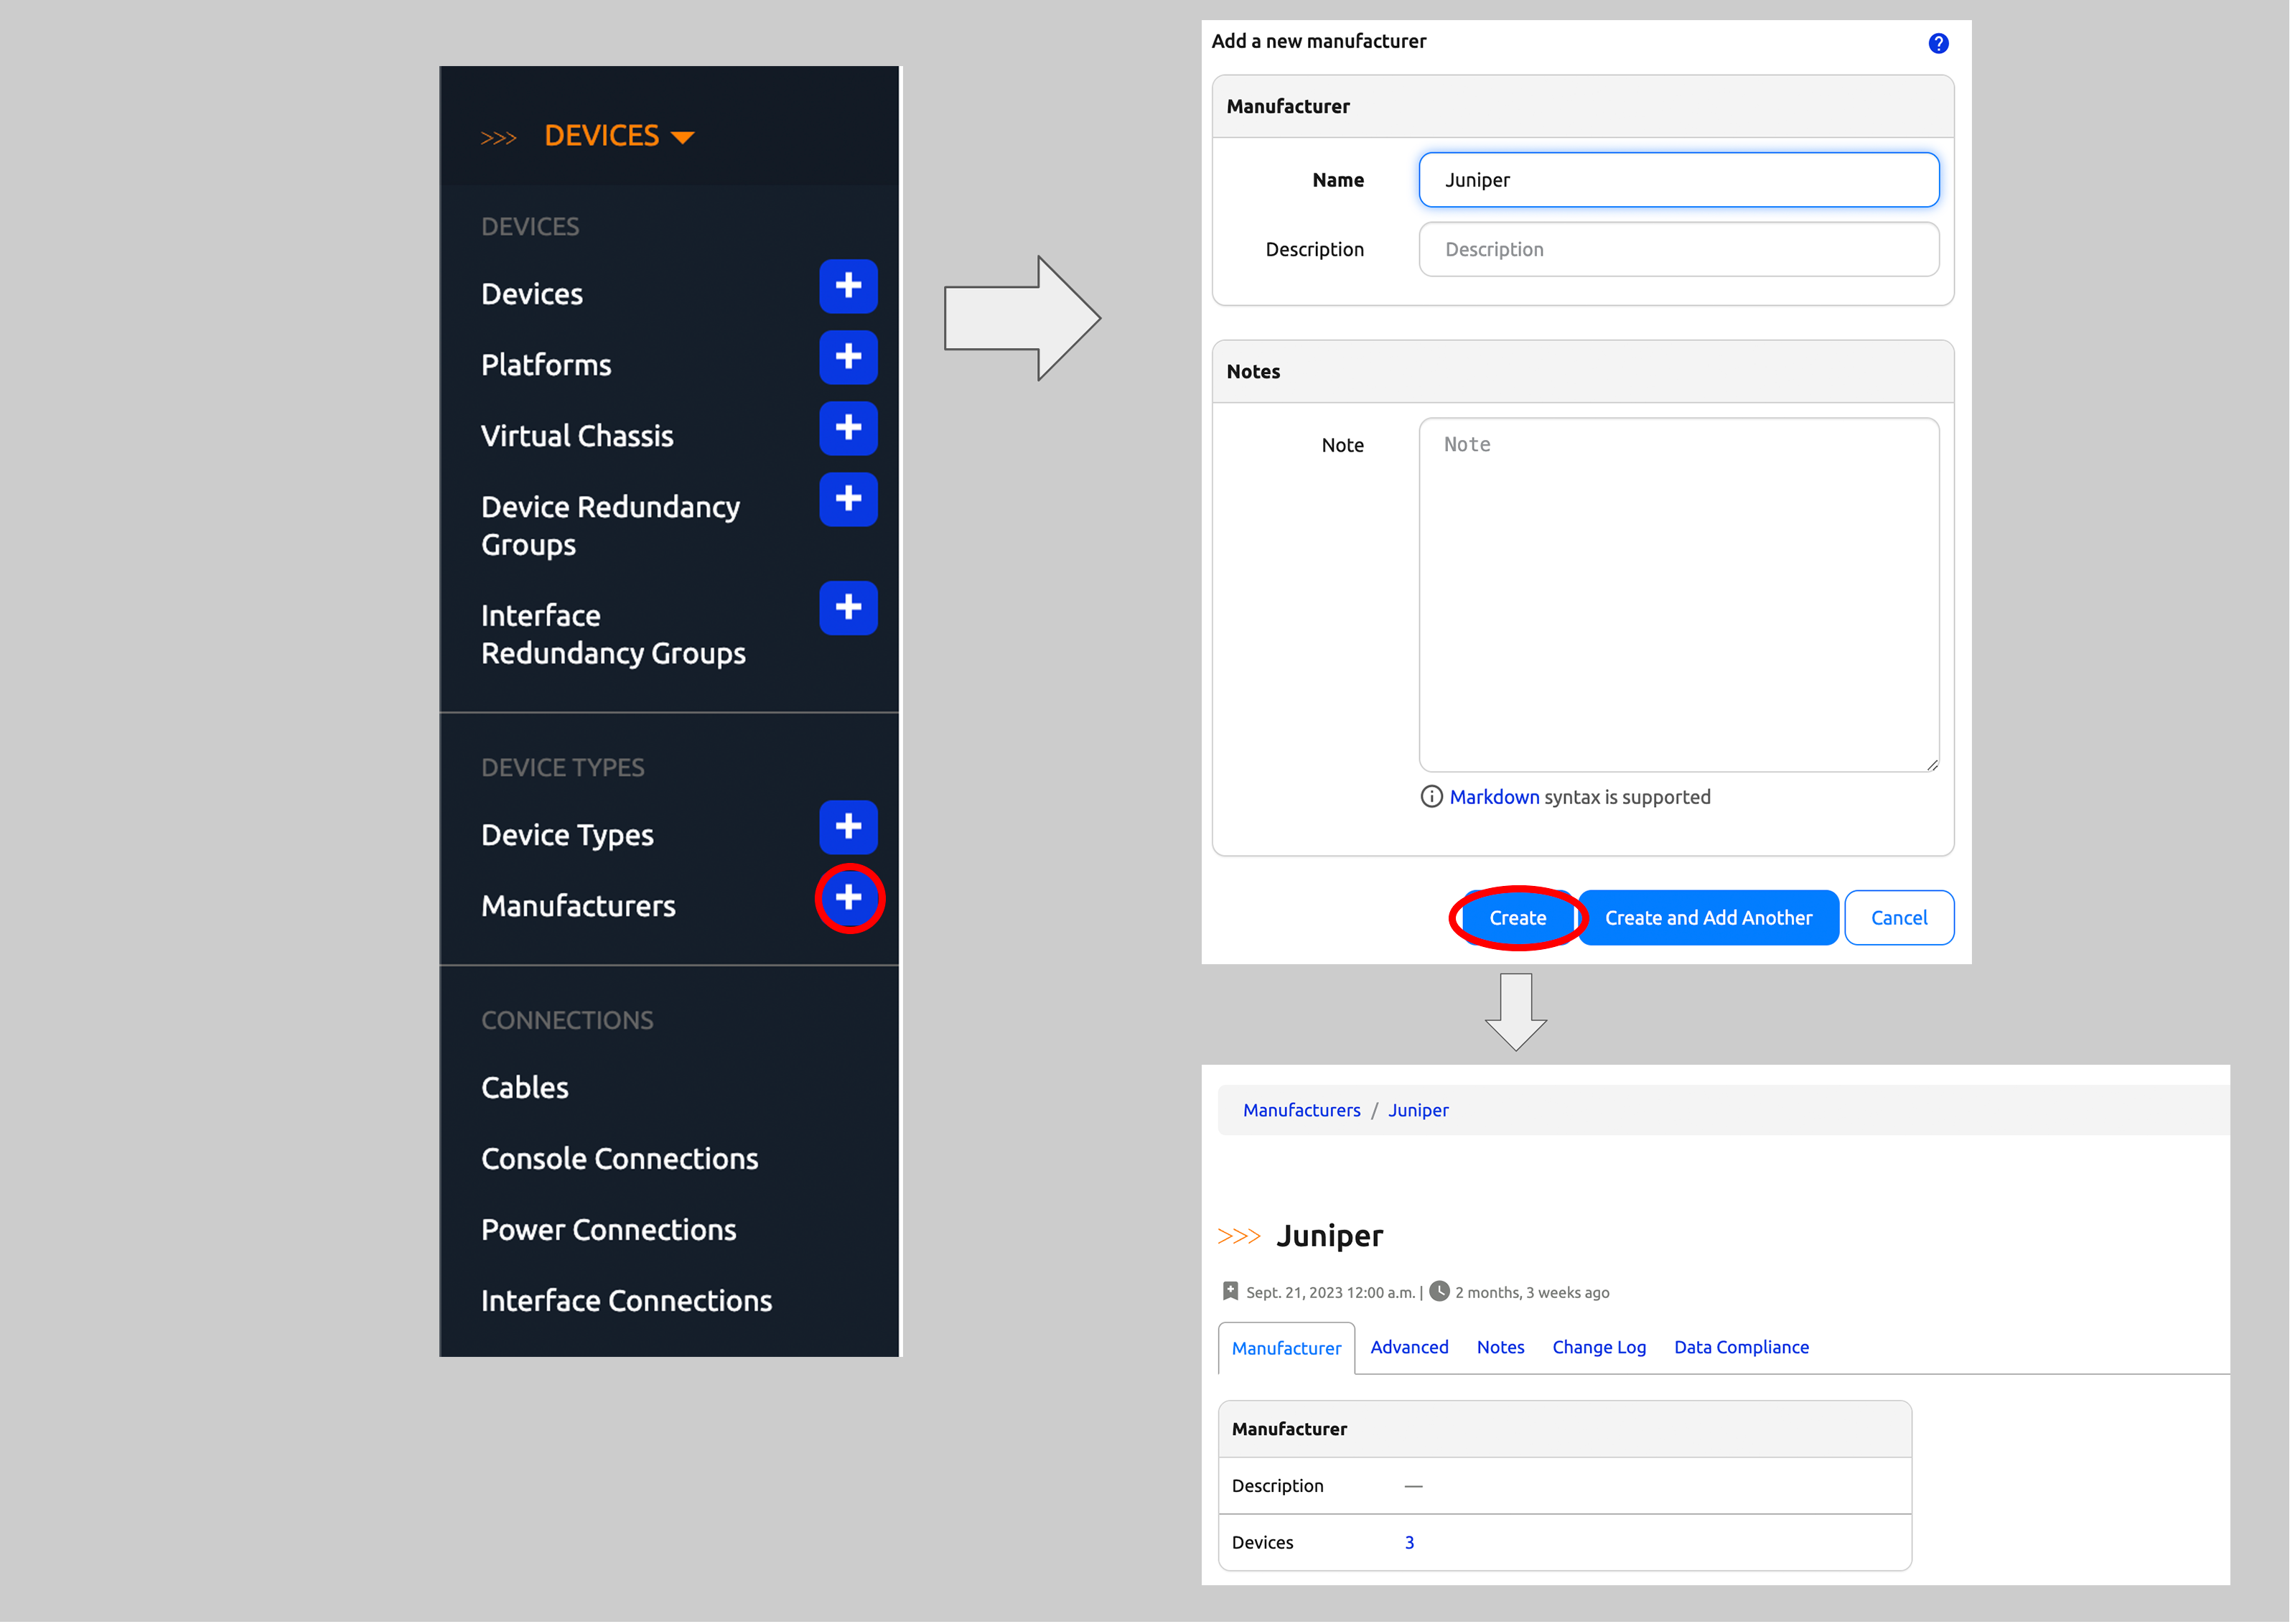 >>> DEVICES
DEVICES
Devices
Platforms
Virtual Chassis
Device Redundancy
Groups
Interface
Redundancy Groups
DEVICE TYPES
Device Types
Manufacturers
CONNECTIONS
Cables
Console Connections
Power Connections
Interface Connections
Add a new manufacturer
Manufacturer
Name Juniper
Description Description
Notes
Note Note
Markdown syntax is supported
Create Create and Add Another Cancel
Manufacturers / Juniper
>>> Juniper
Sept. 21, 2023 12:00 a.m. | 2 months, 3 weeks ago
Manufacturer Advanced Notes Change Log Data Compliance
Manufacturer
Description —
Devices 3